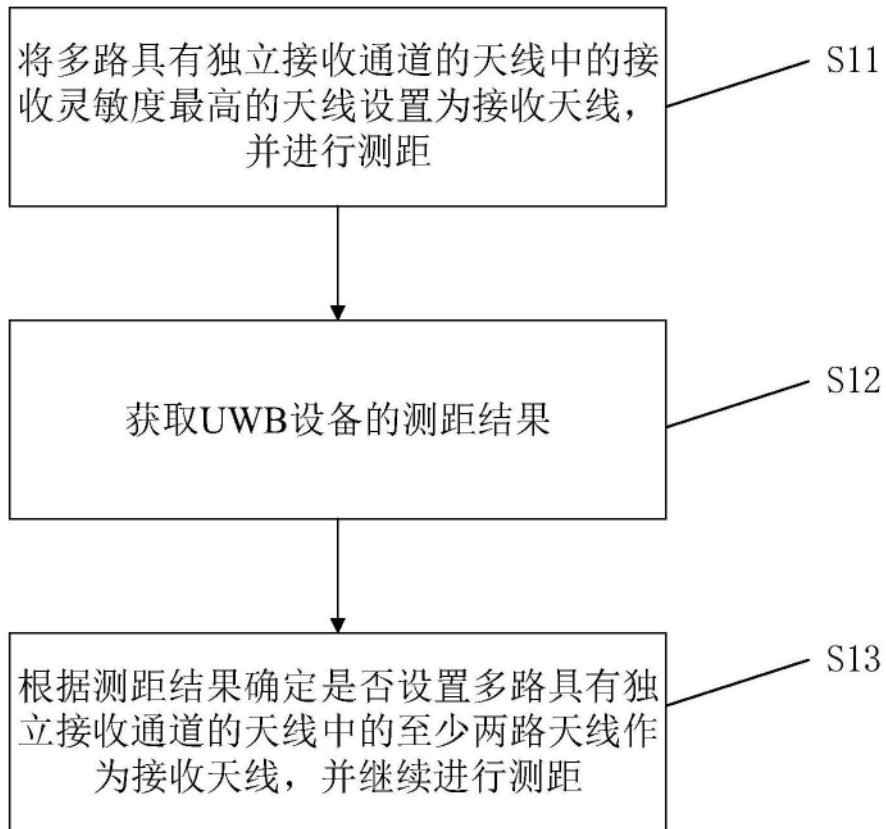 将多路具有独立接收通道的天线中的接
收灵敏度最高的天线设置为接收天线，
并进行测距
S11
获取UWB设备的测距结果
S12
根据测距结果确定是否设置多路具有独
立接收通道的天线中的至少两路天线作
为接收天线，并继续进行测距
S13